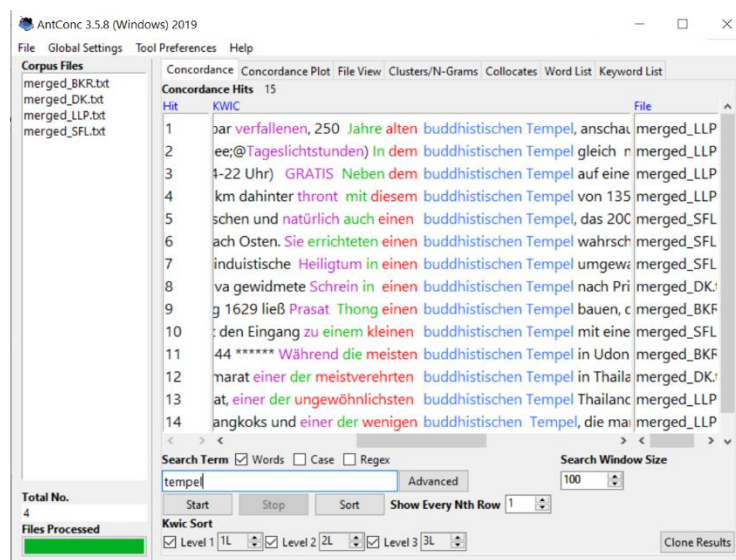 AntConc 3.5.8 (Windows) 2019
File Global Settings Tool Preferences Help
Corpus Files
merged_BKR.txt
merged_DK.txt
merged_LLP.txt
merged_SFL.txt
Concordance Concordance Plot File View Clusters/N-Grams Collocates Word List Keyword List
Concordance Hits 15
Hit KWIC File
1 bar verfallenen, 250 Jahre alten buddhistischen Tempel, anschau merged_LLP
2 ee;@Tageslichtstunden) In dem buddhistischen Tempel gleich n merged_LLP
3 4-22 Uhr) GRATIS Neben dem buddhistischen Tempel auf eine merged_LLP
4 km dahinter thront mit diesem buddhistischen Tempel von 135 merged_LLP
5 schen und natürlich auch einen buddhistischen Tempel, das 200 merged_SFL
6 ach Osten. Sie errichteten einen buddhistischen Tempel wahrsch merged_SFL
7 induistische Heiligtum in einen buddhistischen Tempel umgewa merged_SFL
8 va gewidmete Schrein in einen buddhistischen Tempel nach Pri merged_DK.t
9 g 1629 ließ Prasat Thong einen buddhistischen Tempel bauen, d merged_BKR
10 t den Eingang zu einem kleinen buddhistischen Tempel mit eine merged_SFL
11 44 ****** Während die meisten buddhistischen Tempel in Udon merged_BKR
12 marat einer der meistverehrten buddhistischen Tempel in Thaila merged_DK.t
13 at, einer der ungewöhnlichsten buddhistischen Tempel Thailand merged_LLP
14 angkoks und einer der wenigen buddhistischen Tempel, die mar merged_LLP
Search Term Words Case Regex Search Window Size
tempel Advanced 100
Start Stop Sort Show Every Nth Row 1
Total No.
4
Files Processed
Kwic Sort
Level 1 1L Level 2 2L Level 3 3L Clone Results